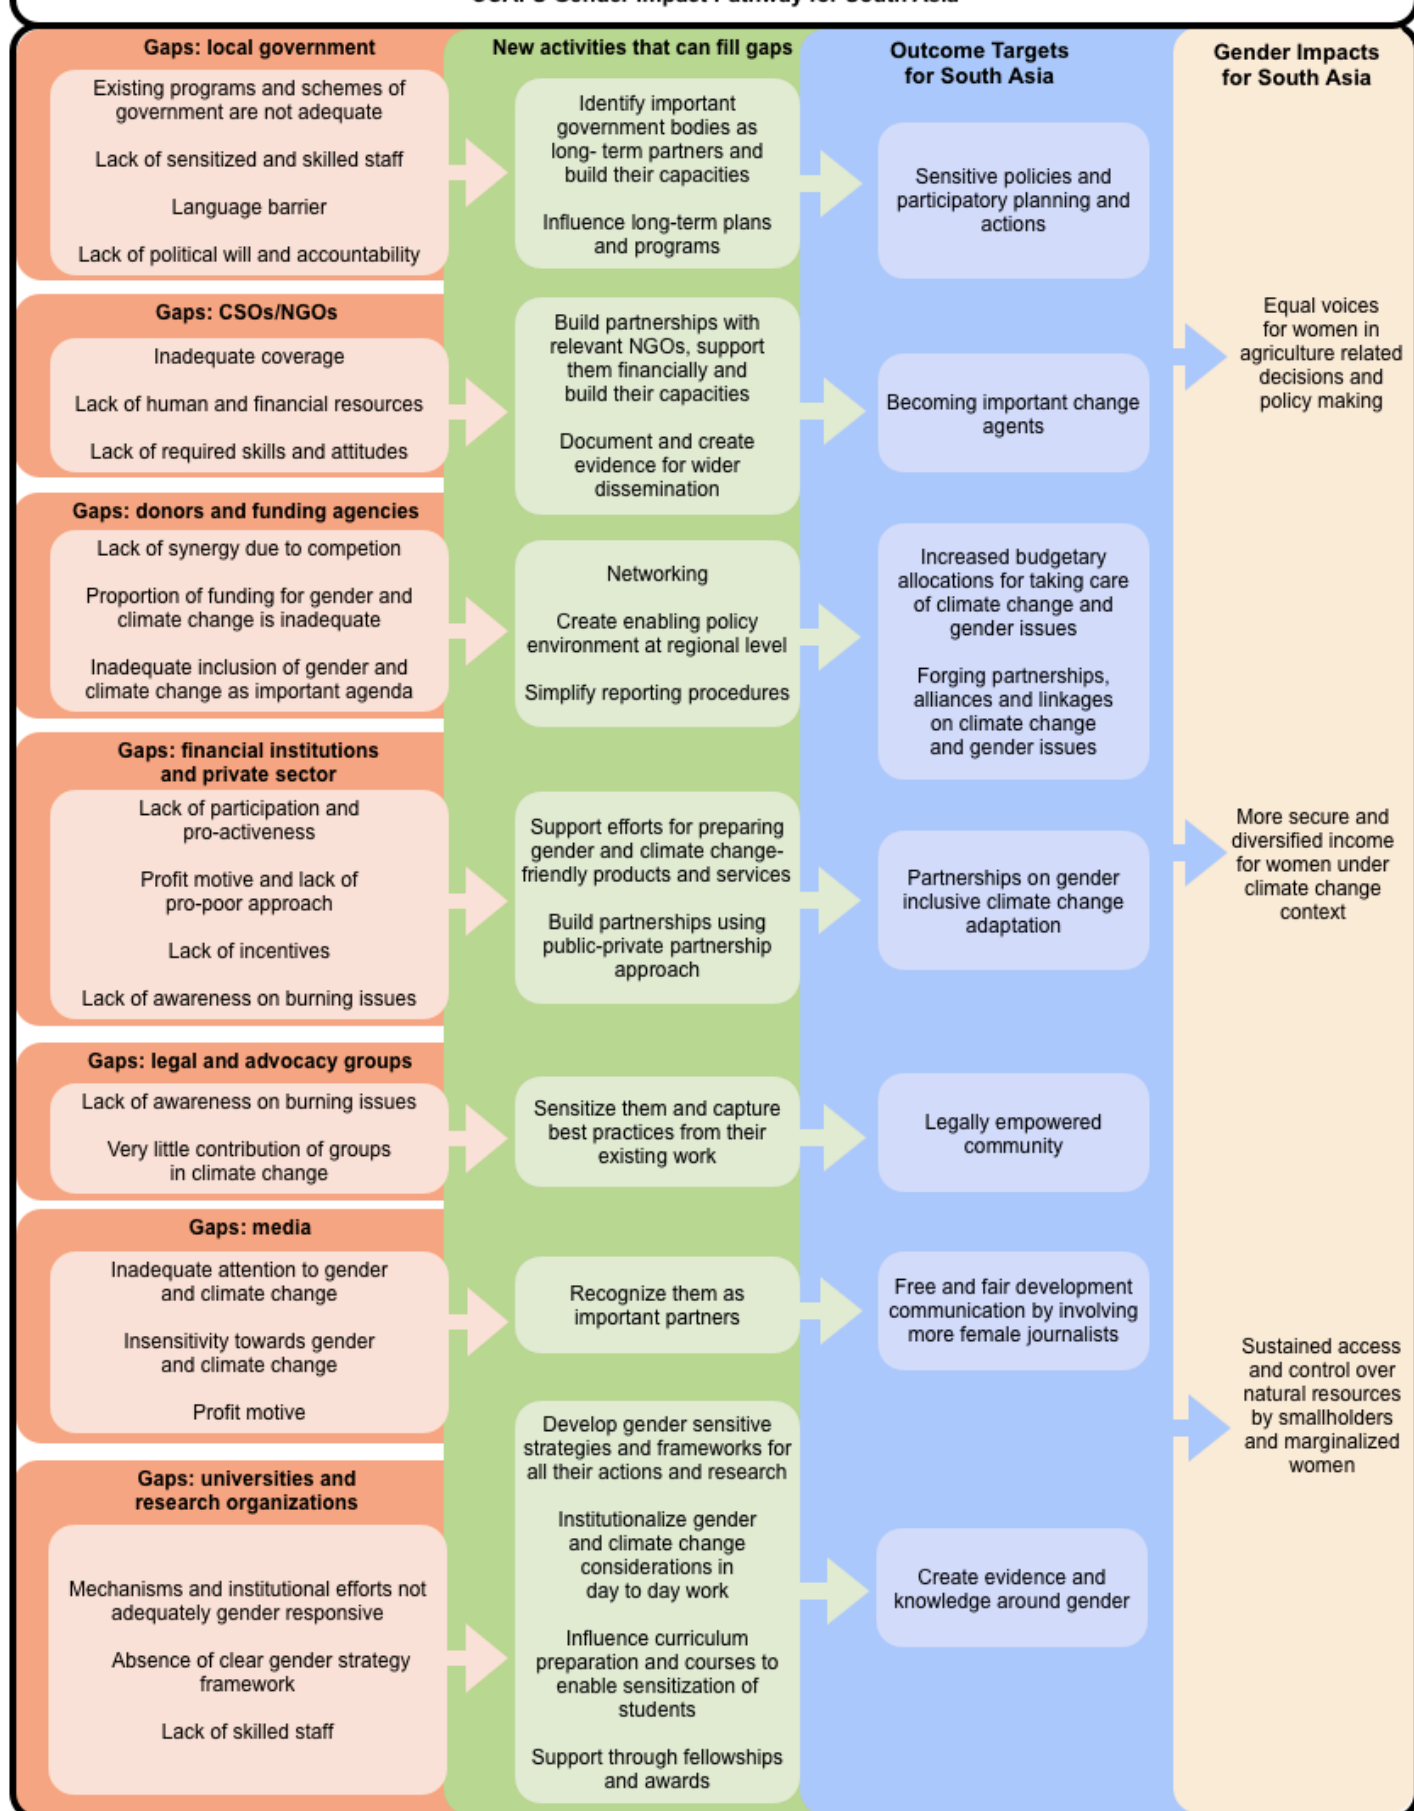 Gaps: local government
Existing programs and schemes of
government are not adequate
Lack of sensitized and skilled staff
Language barrier
Lack of political will and accountability
Gaps: CSOs/NGOs
Inadequate coverage
Lack of human and financial resources
Lack of required skills and attitudes
Gaps: donors and funding agencies
Lack of synergy due to competion
Proportion of funding for gender and
climate change is inadequate
Inadequate inclusion of gender and
climate change as important agenda
Gaps: financial institutions
and private sector
Lack of participation and
pro-activeness
Profit motive and lack of
pro-poor approach
Lack of incentives
Lack of awareness on burning issues
Gaps: legal and advocacy groups
Lack of awareness on burning issues
Very little contribution of groups
in climate change
Gaps: media
Inadequate attention to gender
and climate change
Insensitivity towards gender
and climate change
Profit motive
Gaps: universities and
research organizations
Mechanisms and institutional efforts not
adequately gender responsive
Absence of clear gender strategy
framework
Lack of skilled staff
New activities that can fill gaps
Identify important
government bodies as
long- term partners and
build their capacities
Influence long-term plans
and programs
Build partnerships with
relevant NGOs, support
them financially and
build their capacities
Document and create
evidence for wider
dissemination
Networking
Create enabling policy
environment at regional level
Simplify reporting procedures
Support efforts for preparing
gender and climate change-
friendly products and services
Build partnerships using
public-private partnership
approach
Sensitize them and capture
best practices from their
existing work
Recognize them as
important partners
Develop gender sensitive
strategies and frameworks for
all their actions and research
Institutionalize gender
and climate change
considerations in
day to day work
Influence curriculum
preparation and courses to
enable sensitization of
students
Support through fellowships
and awards
Outcome Targets
for South Asia
Sensitive policies and
participatory planning and
actions
Becoming important change
agents
Increased budgetary
allocations for taking care
of climate change and
gender issues
Forging partnerships,
alliances and linkages
on climate change
and gender issues
Partnerships on gender
inclusive climate change
adaptation
Legally empowered
community
Free and fair development
communication by involving
more female journalists
Create evidence and
knowledge around gender
Gender Impacts
for South Asia
Equal voices
for women in
agriculture related
decisions and
policy making
More secure and
diversified income
for women under
climate change
context
Sustained access
and control over
natural resources
by smallholders
and marginalized
women